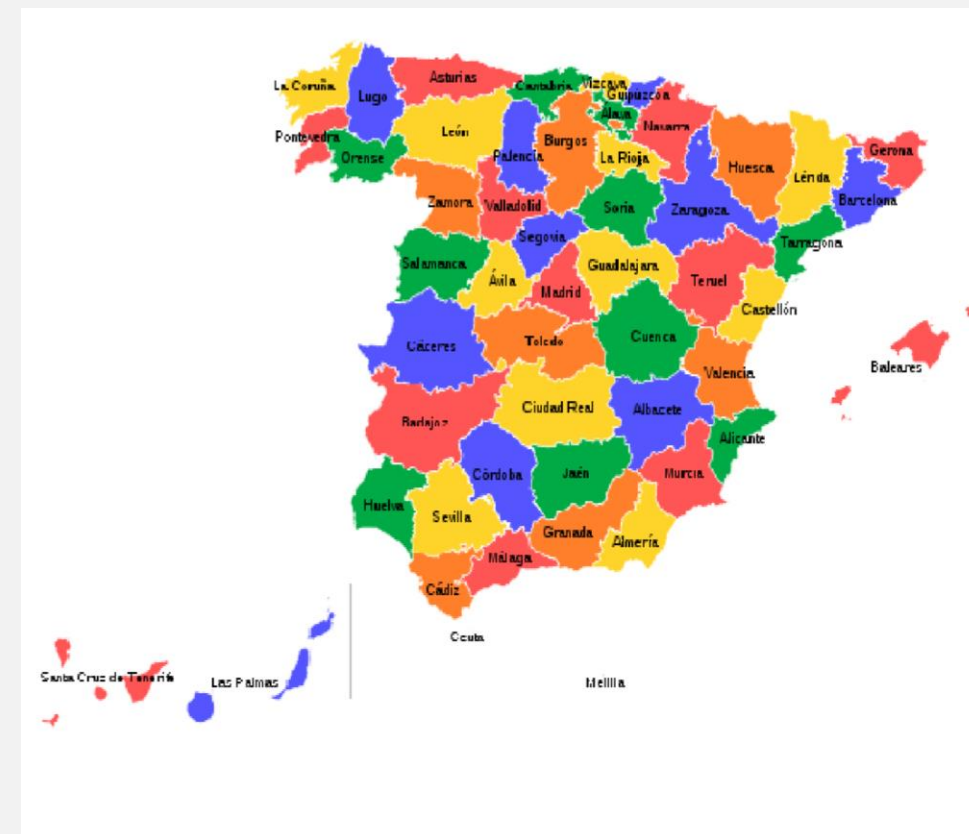 Asturias
La Coruña
Lugo
Cantabria
Vizcaya
Guipúzcoa
Álava
Navarra
Pontevedra
Orense
León
Palencia
Burgos
La Rioja
Huesca
Lérida
Gerona
Barcelona
Zamora
Valladolid
Soria
Zaragoza
Segovia
Tarragona
Salamanca
Ávila
Guadalajara
Madrid
Teruel
Castellón
Cáceres
Toledo
Cuenca
Valencia
Baleares
Badajoz
Ciudad Real
Albacete
Alicante
Córdoba
Jaén
Murcia
Huelva
Sevilla
Granada
Almería
Málaga
Cádiz
Ceuta
Santa Cruz de Tenerife
Las Palmas
Melilla